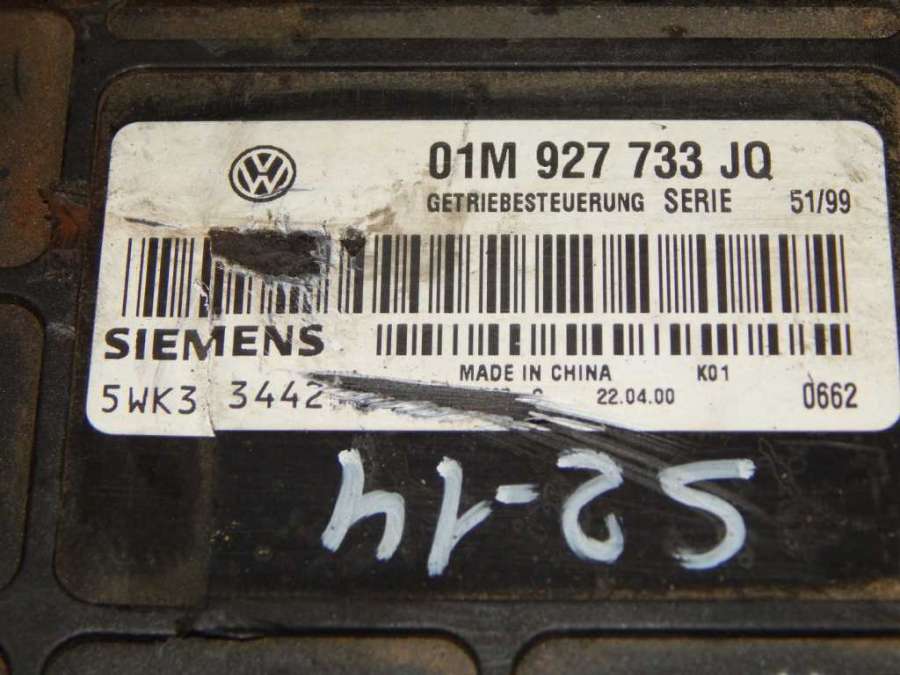 01M 927 733 JQ
GETRIEBESTEUERUNG SERIE 51/99
SIEMENS
MADE IN CHINA K01
5WK3 3442 22.04.00 0662
S2-14